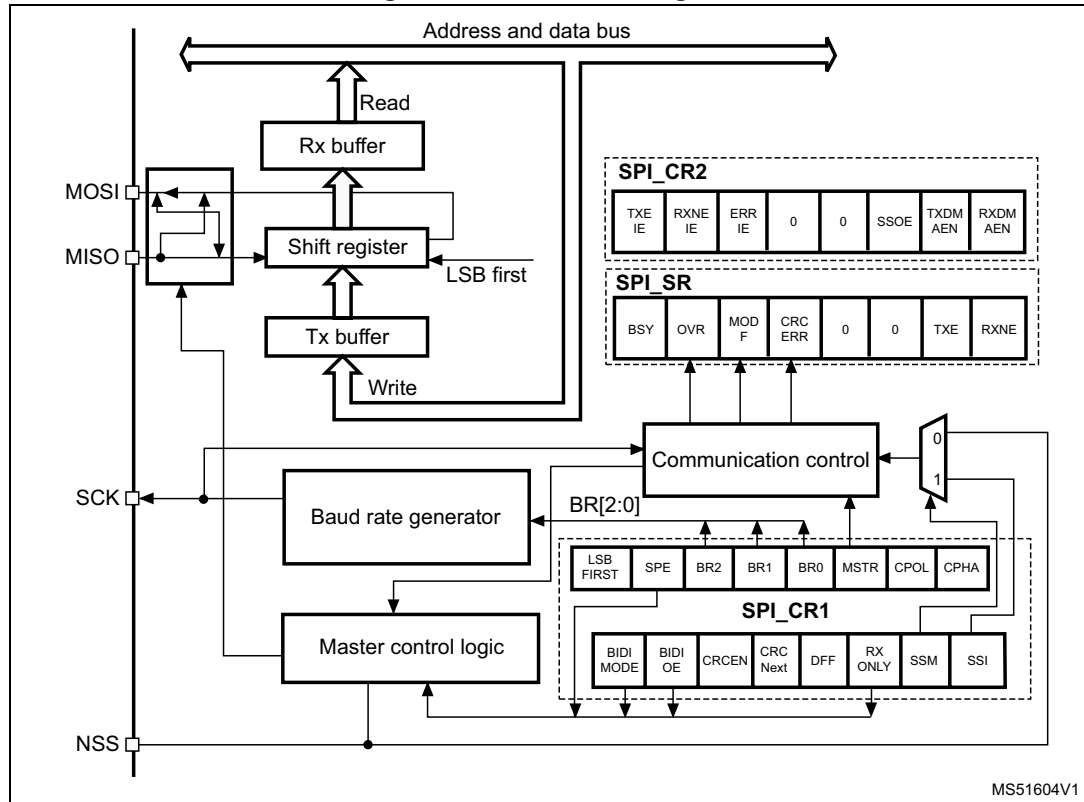 Address and data bus
Read
Rx buffer
MOSI
MISO
Shift register
LSB first
Tx buffer
Write
SPI_CR2
TXE
IE
RXNE
IE
ERR
IE
0
0
SSOE
TXDM
AEN
RXDM
AEN
SPI_SR
BSY
OVR
MOD
F
CRC
ERR
0
0
TXE
RXNE
Communication control
0
1
SCK
Baud rate generator
BR[2:0]
LSB
FIRST
SPE
BR2
BR1
BR0
MSTR
CPOL
CPHA
SPI_CR1
Master control logic
BIDI
MODE
BIDI
OE
CRCEN
CRC
Next
DFF
RX
ONLY
SSM
SSI
NSS
MS51604V1